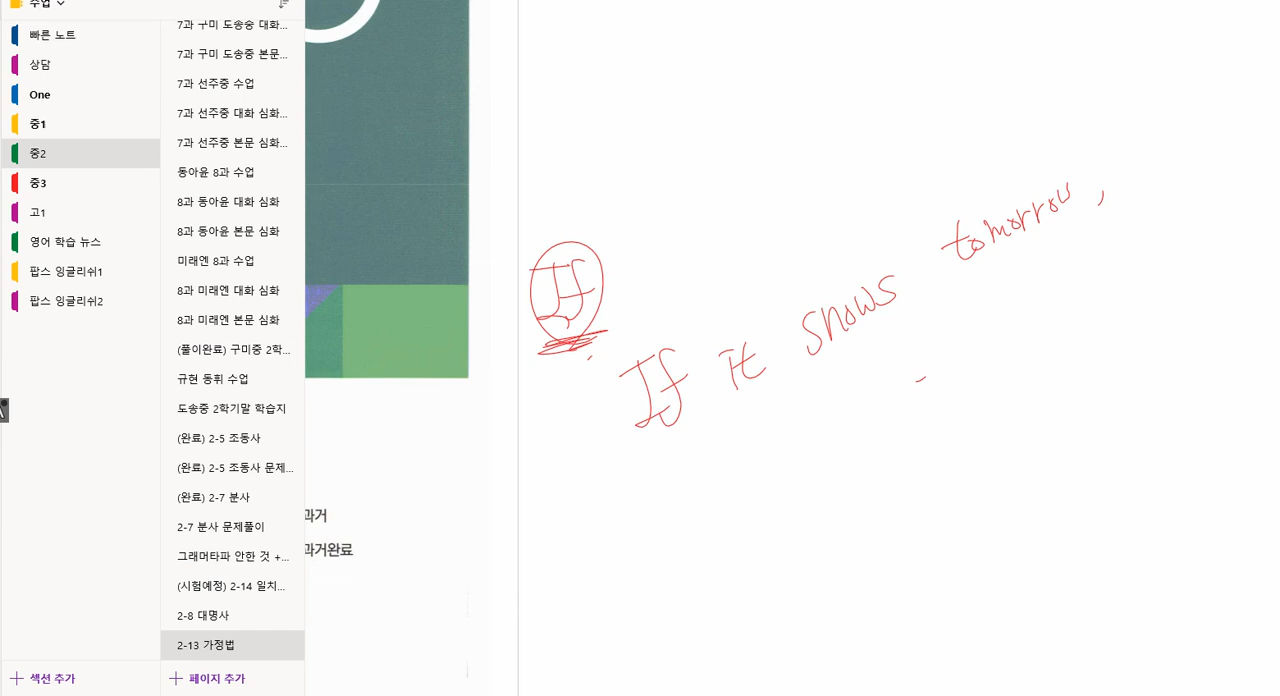 수업
빠른 노트
상담
One
중1
중2
중3
고1
영어 학습 뉴스
팝스 잉글리쉬1
팝스 잉글리쉬2
섹션 추가
7과 구미 도송중 대화...
7과 구미 도송중 본문...
7과 선주중 수업
7과 선주중 대화 심화...
7과 선주중 본문 심화...
동아윤 8과 수업
8과 동아윤 대화 심화
8과 동아윤 본문 심화
미래엔 8과 수업
8과 미래엔 대화 심화
8과 미래엔 본문 심화
(풀이완료) 구미중 2학...
규현 동휘 수업
도송중 2학기말 학습지
(완료) 2-5 조동사
(완료) 2-5 조동사 문제...
(완료) 2-7 분사
2-7 분사 문제풀이
그래머타파 안한 것 +...
(시험예정) 2-14 일치...
2-8 대명사
2-13 가정법
페이지 추가
과거
과거완료
If
If it snows tomorrow,